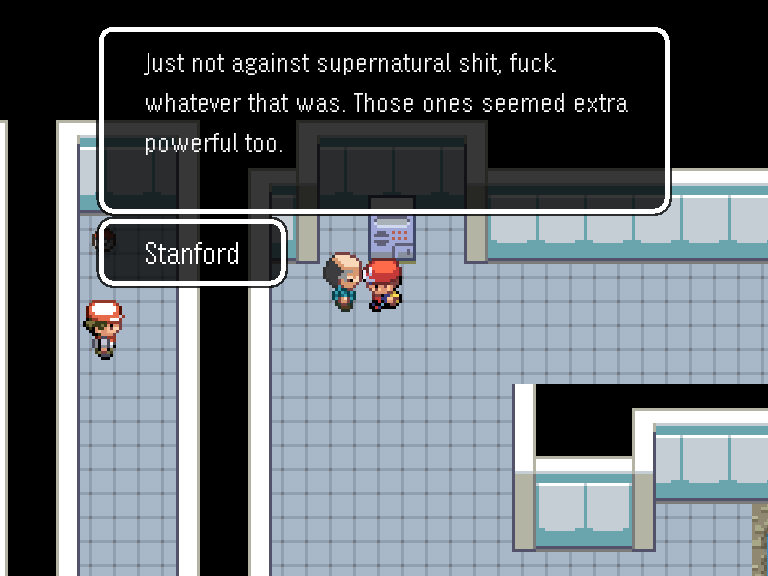 Just not against supernatural shit, fuck
whatever that was. Those ones seemed extra
powerful too.
Stanford